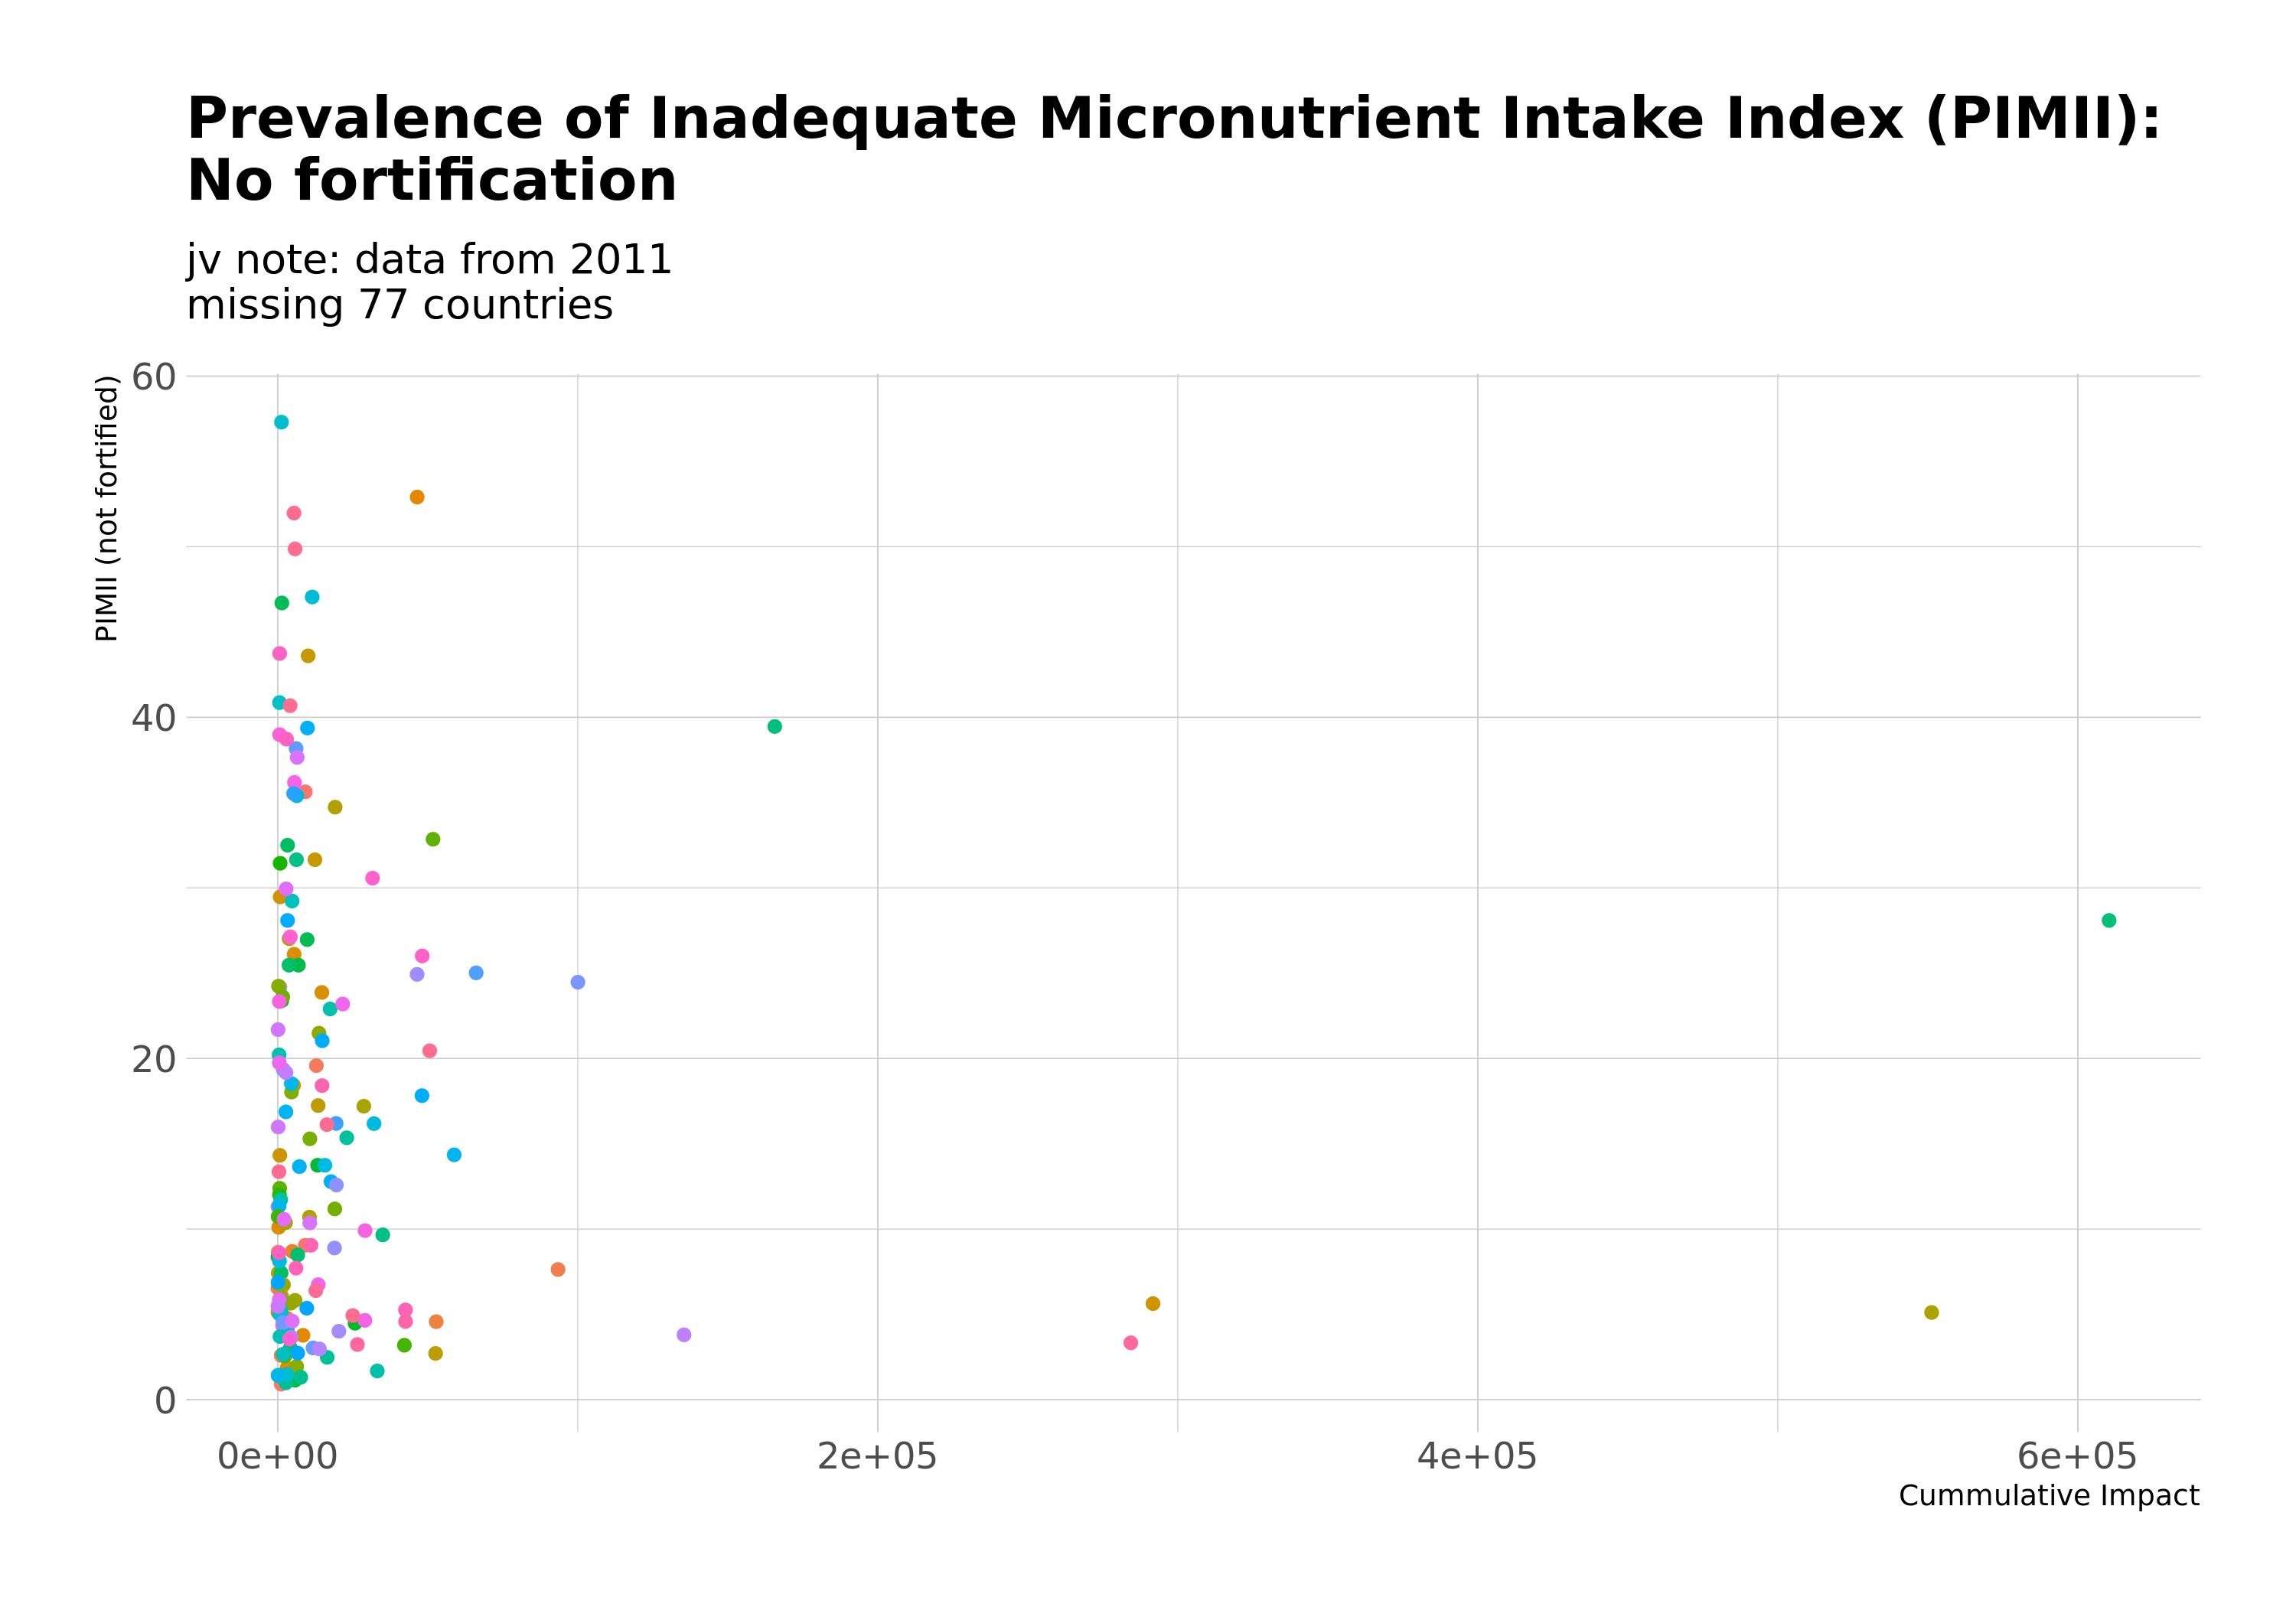 Prevalence of Inadequate Micronutrient Intake Index (PIMII):
No fortification
jv note: data from 2011
missing 77 countries
PIMII (not fortified)
60
40
20
0
0e+00
2e+05
4e+05
6e+05
Cummulative Impact